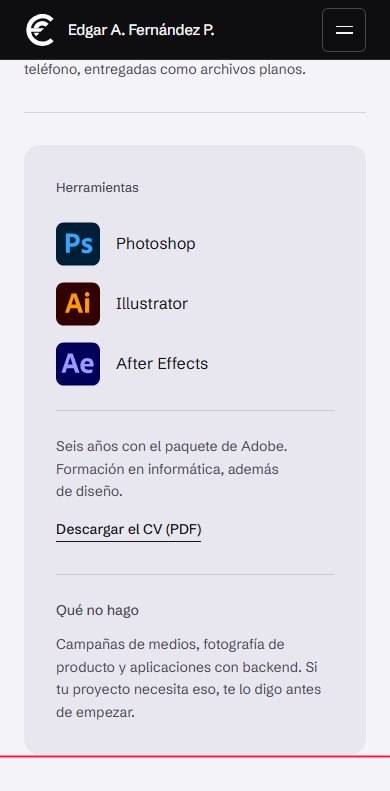 Edgar A. Fernández P.
teléfono, entregadas como archivos planos.
Herramientas
Ps Photoshop
Ai Illustrator
Ae After Effects
Seis años con el paquete de Adobe.
Formación en informática, además
de diseño.
Descargar el CV (PDF)
Qué no hago
Campañas de medios, fotografía de
producto y aplicaciones con backend. Si
tu proyecto necesita eso, te lo digo antes
de empezar.